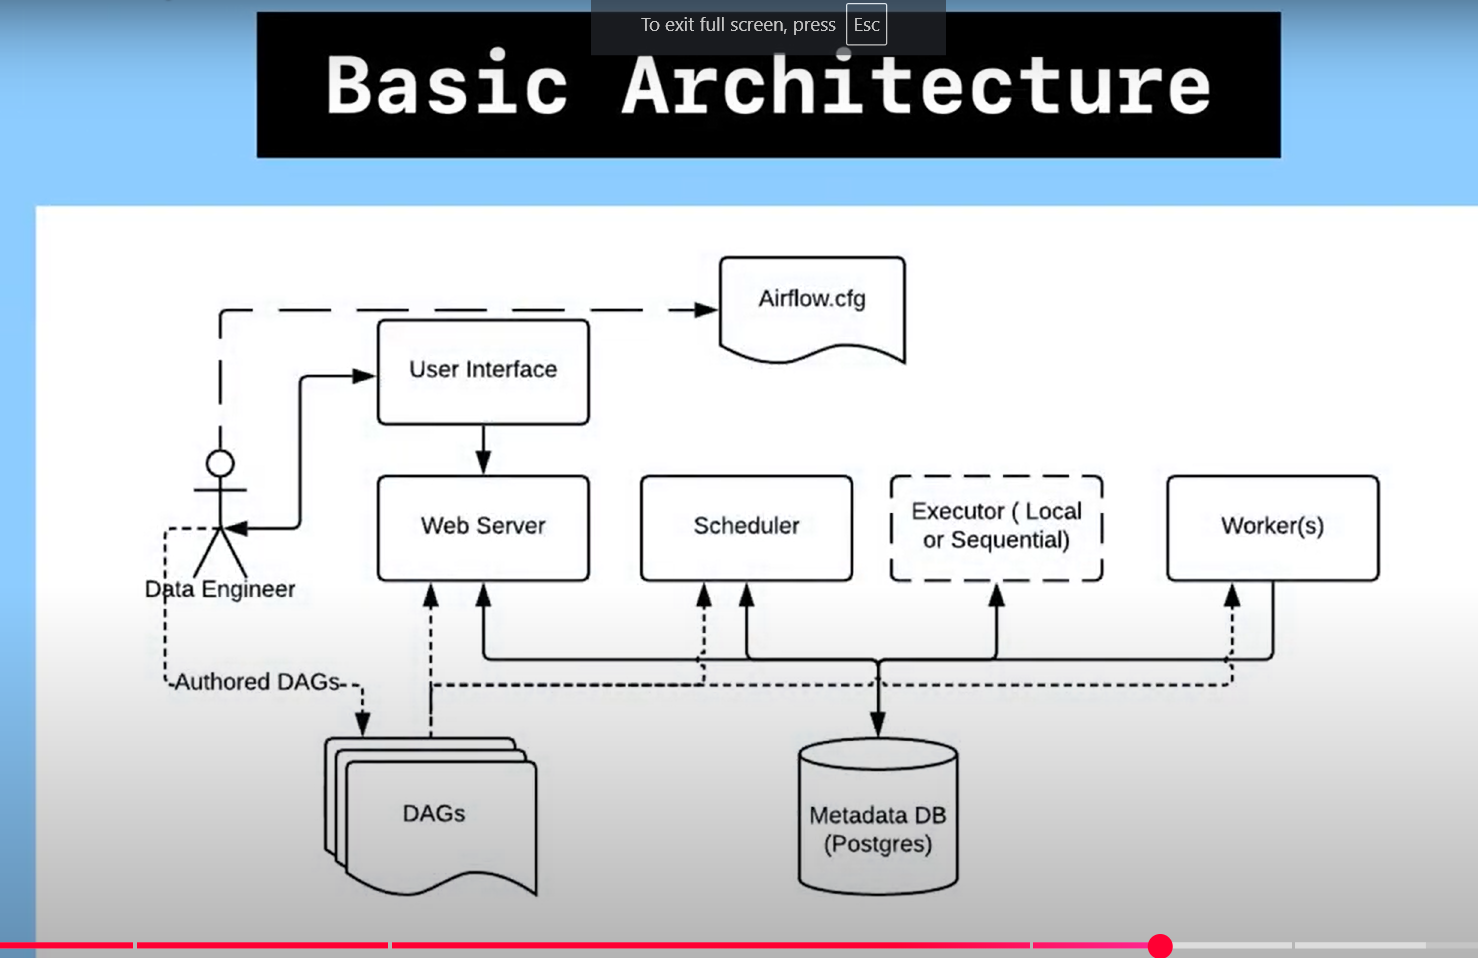 To exit full screen, press Esc
Basic Architecture
Airflow.cfg
User Interface
Web Server
Scheduler
Executor ( Local
or Sequential)
Worker(s)
Data Engineer
Authored DAGs
DAGs
Metadata DB
(Postgres)